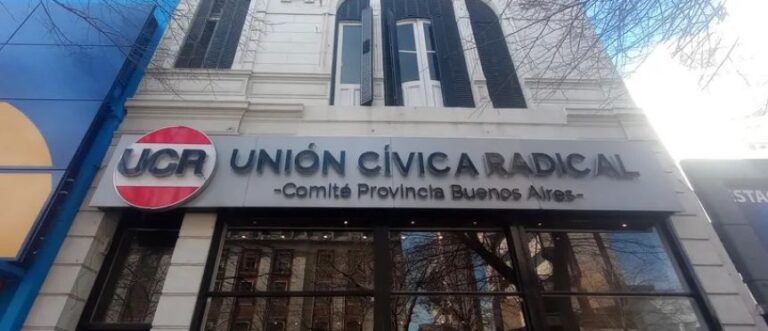 UCR
UNIÓN CÍVICA RADICAL
-Comité Provincia Buenos Aires-